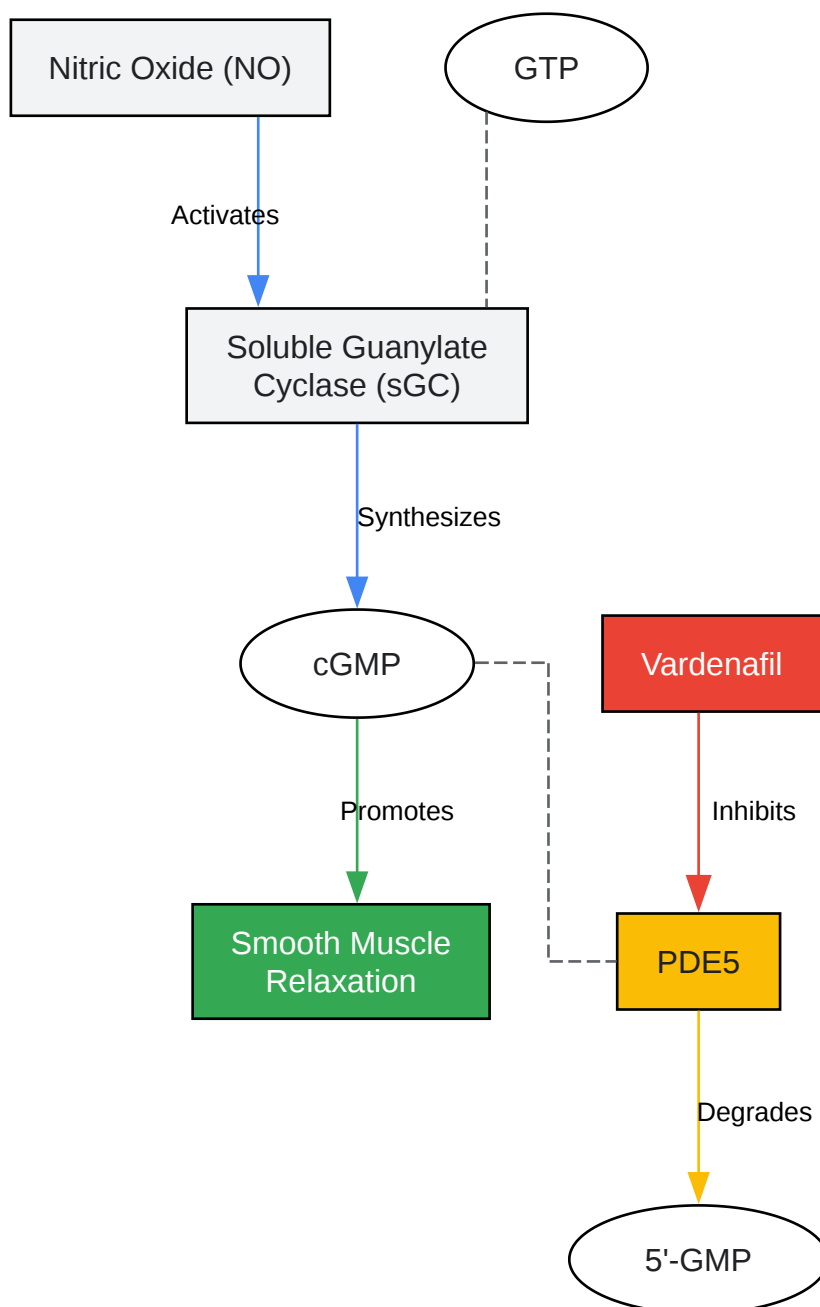 Nitric Oxide (NO)
GTP
Activates
Soluble Guanylate
Cyclase (sGC)
Synthesizes
cGMP
Vardenafil
Promotes
Inhibits
Smooth Muscle
Relaxation
PDE5
Degrades
5'-GMP